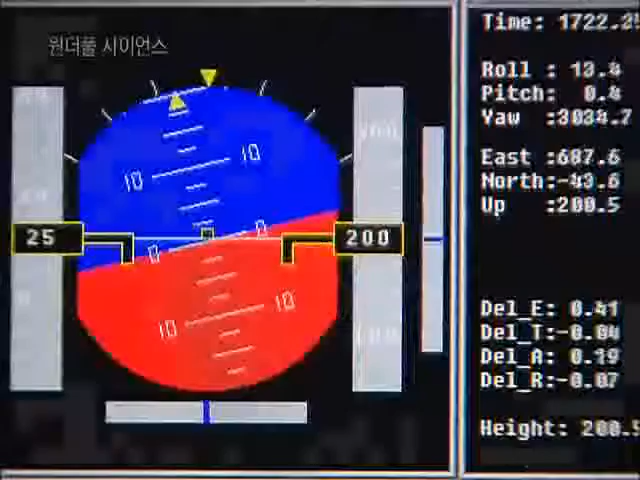 원더풀 사이언스
Time: 1722.2
Roll : 13.4
Pitch: 0.4
Yaw :3034.7
10 10
East :687.6
North:-43.6
Up :200.5
25 200
0 0
10 10
Del_E: 0.41
Del_T:-0.04
Del_A: 0.19
Del_R:-0.07
Height: 200.5